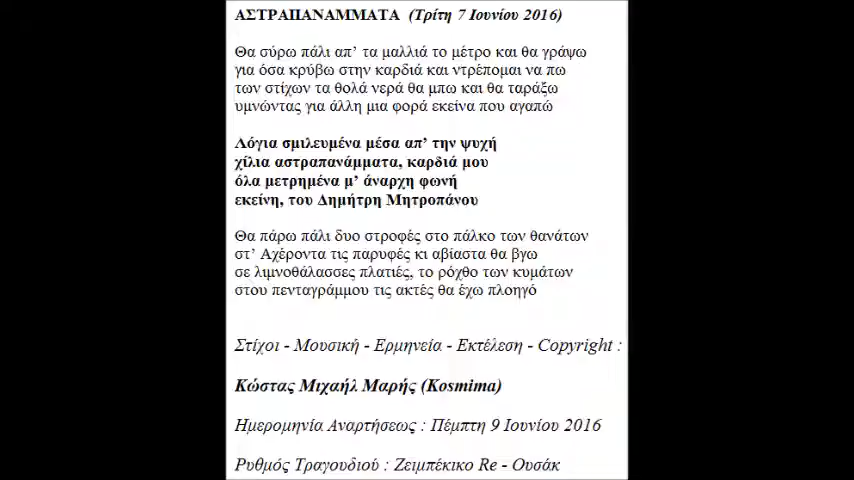 ΑΣΤΡΑΠΑΝΑΜΜΑΤΑ (Τρίτη 7 Ιουνίου 2016)
Θα σύρω πάλι απ’ τα μαλλιά το μέτρο και θα γράψω
για όσα κρύβω στην καρδιά και ντρέπομαι να πω
των στίχων τα θολά νερά θα μπω και θα ταράξω
υμνώντας για άλλη μια φορά εκείνα που αγαπώ
Λόγια σμιλευμένα μέσα απ’ την ψυχή
χίλια αστραπανάμματα, καρδιά μου
όλα μετρημένα μ’ άναρχη φωνή
εκείνη, του Δημήτρη Μητροπάνου
Θα πάρω πάλι δυο στροφές στο πάλκο των θανάτων
στ’ Αχέροντα τις παρυφές κι αβίαστα θα βγω
σε λιμνοθάλασσες πλατιές, το ρόχθο των κυμάτων
στου πενταγράμμου τις ακτές θα έχω πλοηγό
Στίχοι - Μουσική - Ερμηνεία - Εκτέλεση - Copyright :
Κώστας Μιχαήλ Μαρής (Kosmima)
Ημερομηνία Αναρτήσεως : Πέμπτη 9 Ιουνίου 2016
Ρυθμός Τραγουδιού : Ζειμπέκικο Re - Ουσάκ